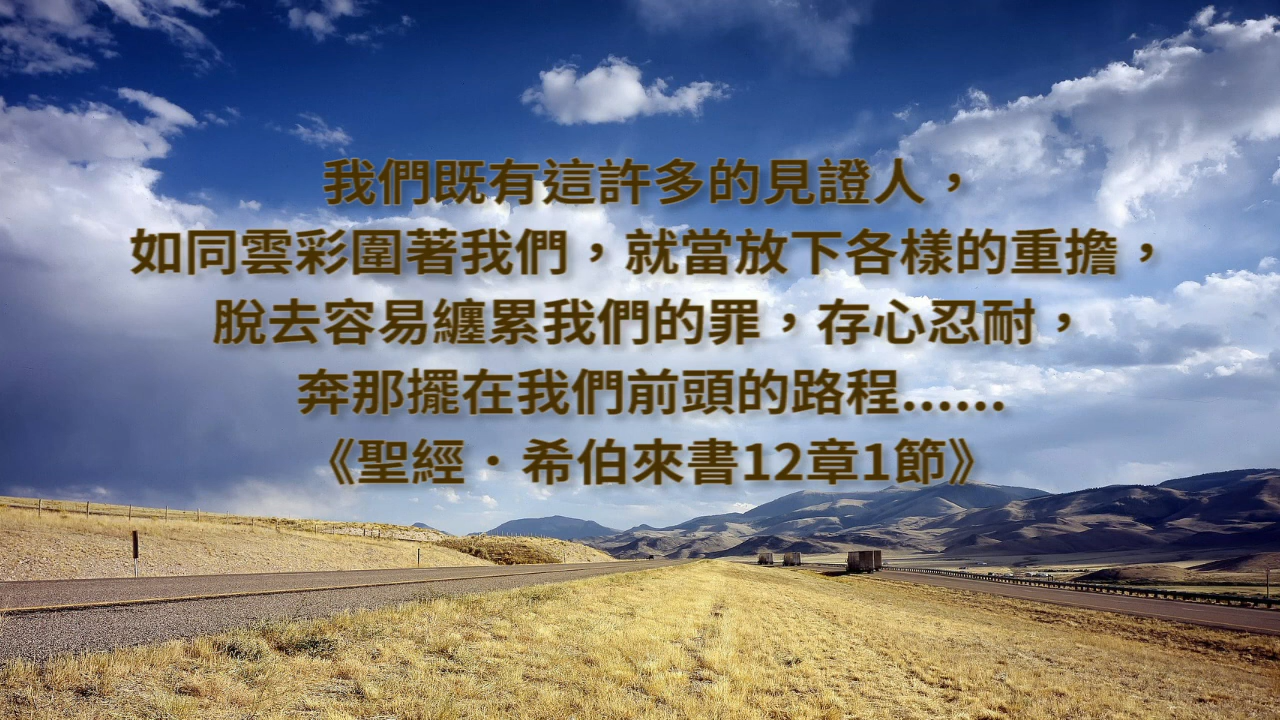 我們既有這許多的見證人，
如同雲彩圍著我們，就當放下各樣的重擔，
脫去容易纏累我們的罪，存心忍耐，
奔那擺在我們前頭的路程......
《聖經．希伯來書12章1節》